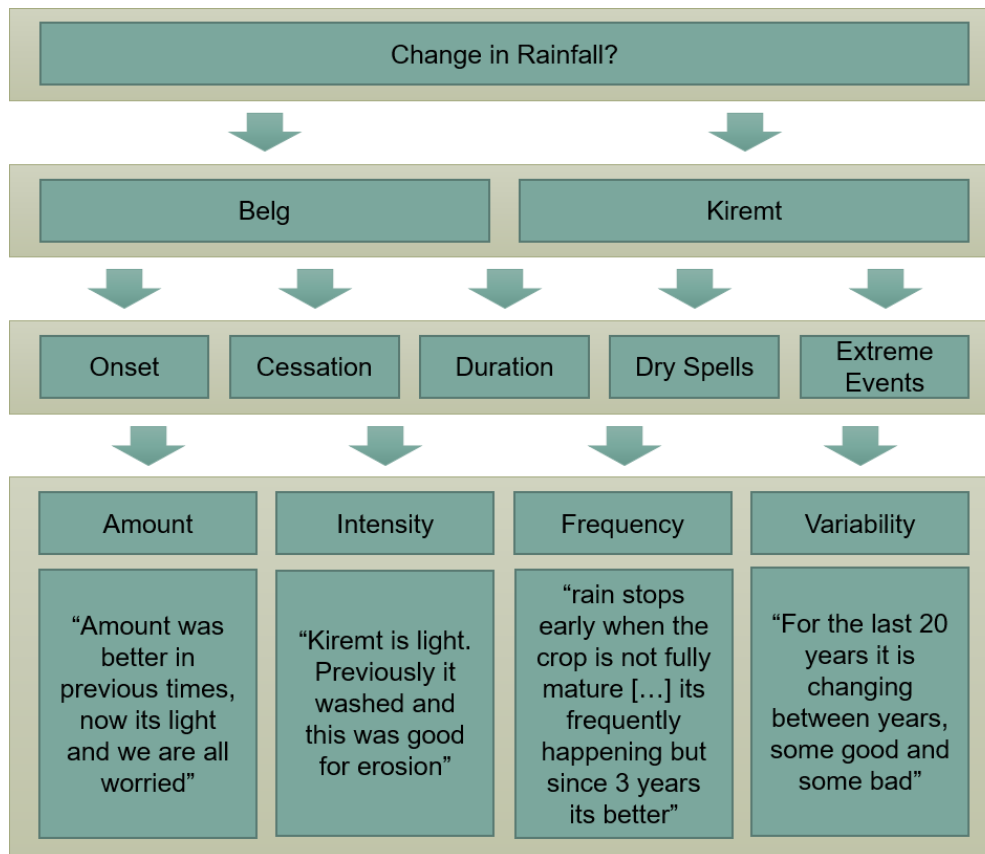 Change in Rainfall?
Belg
Kiremt
Onset
Cessation
Duration
Dry Spells
Extreme
Events
Amount
Intensity
Frequency
Variability
“Amount was
better in
previous times,
now its light
and we are all
worried”
“Kiremt is light.
Previously it
washed and
this was good
for erosion”
“rain stops
early when the
crop is not fully
mature […] its
frequently
happening but
since 3 years
its better”
“For the last 20
years it is
changing
between years,
some good and
some bad”